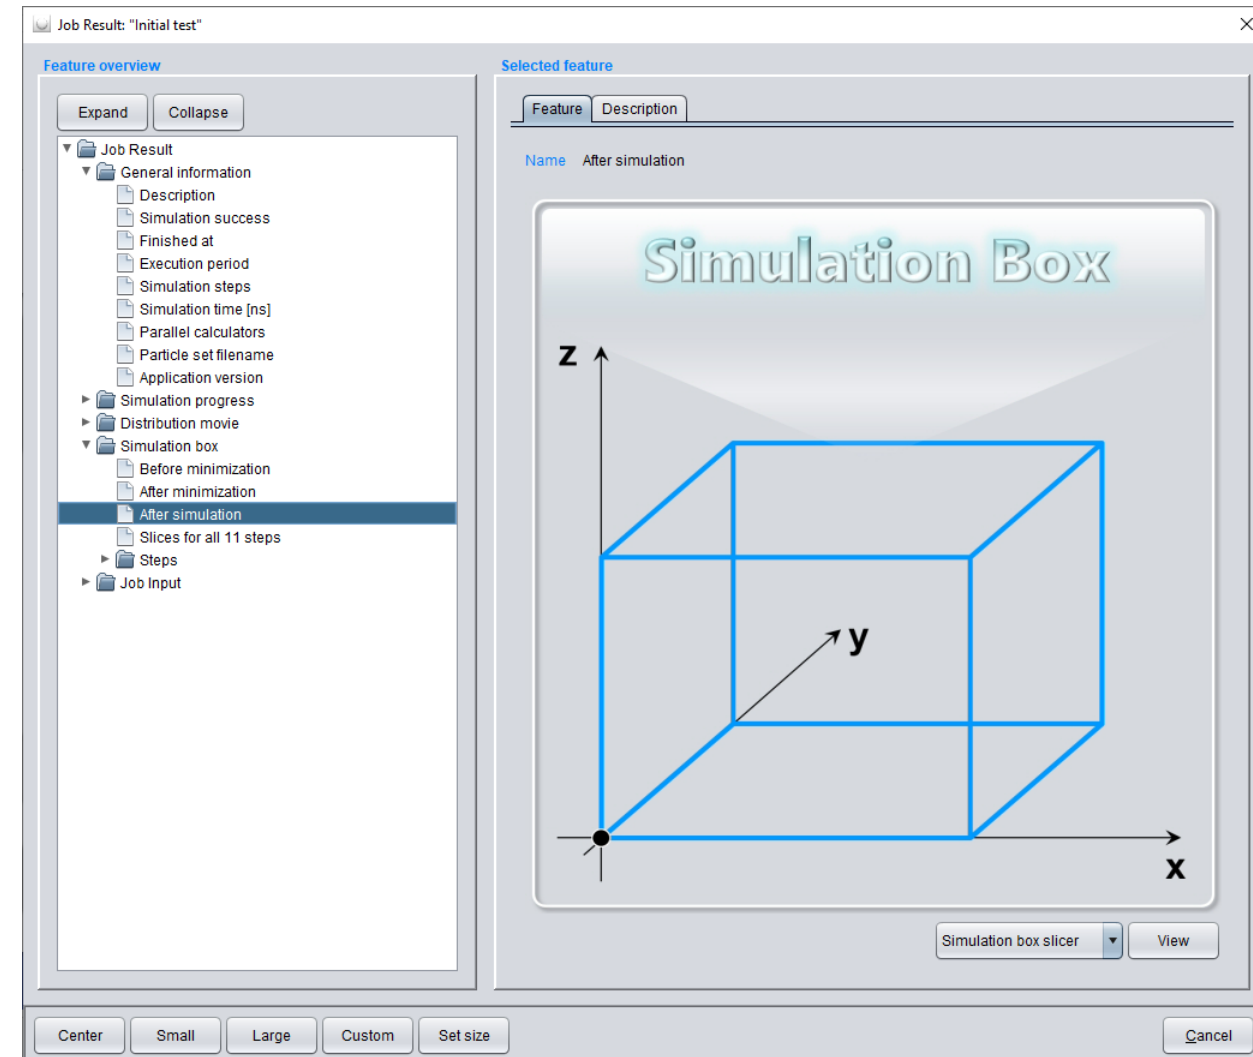 Job Result: "Initial test"
Feature overview
Expand Collapse
Job Result
General information
Description
Simulation success
Finished at
Execution period
Simulation steps
Simulation time [ns]
Parallel calculators
Particle set filename
Application version
Simulation progress
Distribution movie
Simulation box
Before minimization
After minimization
After simulation
Slices for all 11 steps
Steps
Job Input
Selected feature
Feature Description
Name After simulation
Simulation Box
z
y
x
Simulation box slicer View
Center Small Large Custom Set size Cancel